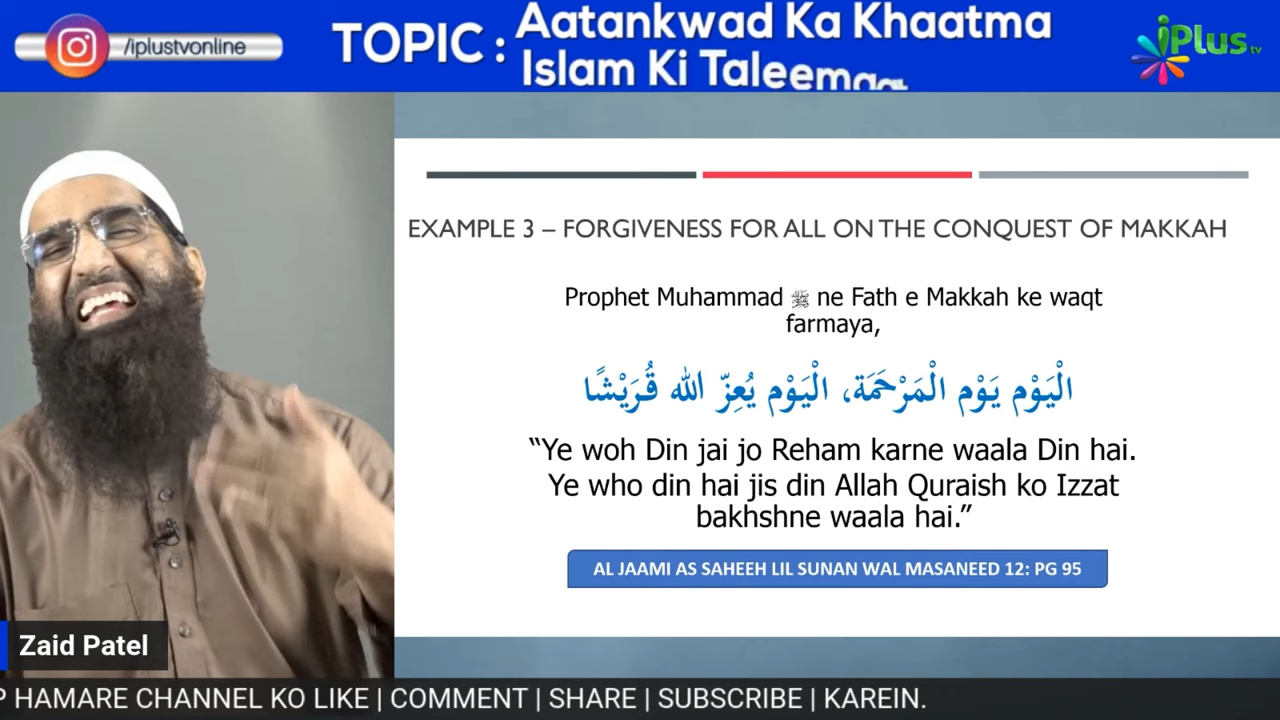 /iplustvonline
TOPIC :
Aatankwad Ka Khaatma
Islam Ki Taleemaat
iPlus tv
EXAMPLE 3 – FORGIVENESS FOR ALL ON THE CONQUEST OF MAKKAH
Prophet Muhammad ﷺ ne Fath e Makkah ke waqt
farmaya,
الْيَوْم يَوْم الْمَرْحَمَة، الْيَوْم يُعِزّ الله قُرَيْشًا
“Ye woh Din jai jo Reham karne waala Din hai.
Ye who din hai jis din Allah Quraish ko Izzat
bakhshne waala hai.”
AL JAAMI AS SAHEEH LIL SUNAN WAL MASANEED 12: PG 95
Zaid Patel
P HAMARE CHANNEL KO LIKE | COMMENT | SHARE | SUBSCRIBE | KAREIN.